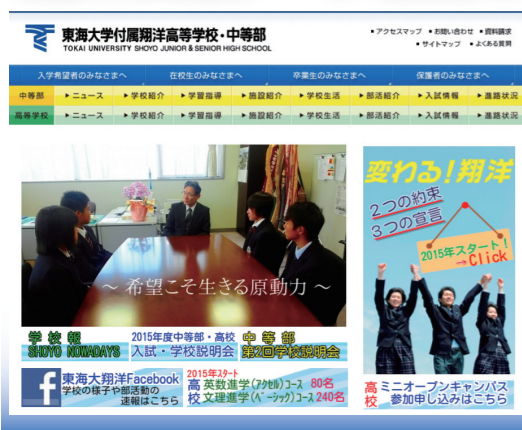 東海大学付属翔洋高等学校・中等部
TOKAI UNIVERSITY SHOYO JUNIOR & SENIOR HIGH SCHOOL
アクセスマップ お問い合わせ 資料請求
サイトマップ よくある質問
入学希望者のみなさまへ 在校生のみなさまへ 卒業生のみなさまへ 保護者のみなさまへ
中等部 ニュース 学校紹介 学習指導 施設紹介 学校生活 部活紹介 入試情報 進路状況
高等学校 ニュース 学校紹介 学習指導 施設紹介 学校生活 部活紹介 入試情報 進路状況
～ 希望こそ生きる原動力 ～
変わる!翔洋
2つの約束
3つの宣言
2015年スタート!
→Click
学校報
SHOYO NOWADAYS
2015年度中等部・高校
入試・学校説明会
中等部
第2回学校説明会
東海大翔洋Facebook
学校の様子や部活動の
速報はこちら
2015年スタート
高校
英数進学(アクセル)コース 80名
文理進学(ベーシック)コース 240名
高校
ミニオープンキャンパス
参加申し込みはこちら